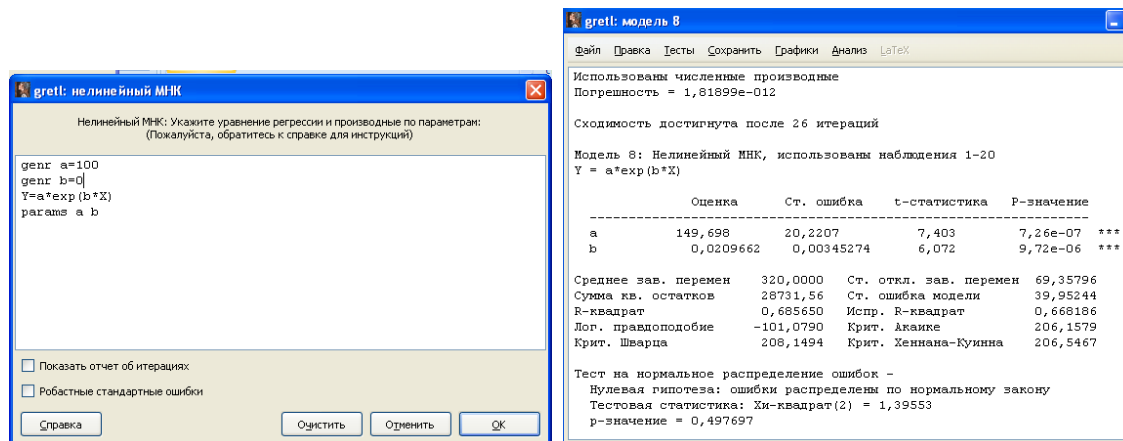 gretl: нелинейный МНК
Нелинейный МНК: Укажите уравнение регрессии и производные по параметрам:
(Пожалуйста, обратитесь к справке для инструкций)
genr a=100
genr b=0
Y=a*exp(b*X)
params a b
Показать отчет об итерациях
Робастные стандартные ошибки
Справка Очистить Отменить OK
gretl: модель 8
Файл Правка Тесты Сохранить Графики Анализ LaTeX
Использованы численные производные
Погрешность = 1,81899e-012
Сходимость достигнута после 26 итераций
Модель 8: Нелинейный МНК, использованы наблюдения 1-20
Y = a*exp(b*X)
Оценка Ст. ошибка t-статистика P-значение
----------------------------------------------------------------
a 149,698 20,2207 7,403 7,26e-07 ***
b 0,0209662 0,00345274 6,072 9,72e-06 ***
Среднее зав. перемен 320,0000 Ст. откл. зав. перемен 69,35796
Сумма кв. остатков 28731,56 Ст. ошибка модели 39,95244
R-квадрат 0,685650 Испр. R-квадрат 0,668186
Лог. правдоподобие -101,0790 Крит. Акаике 206,1579
Крит. Шварца 208,1494 Крит. Хеннана-Куинна 206,5467
Тест на нормальное распределение ошибок -
Нулевая гипотеза: ошибки распределены по нормальному закону
Тестовая статистика: Хи-квадрат(2) = 1,39553
р-значение = 0,497697